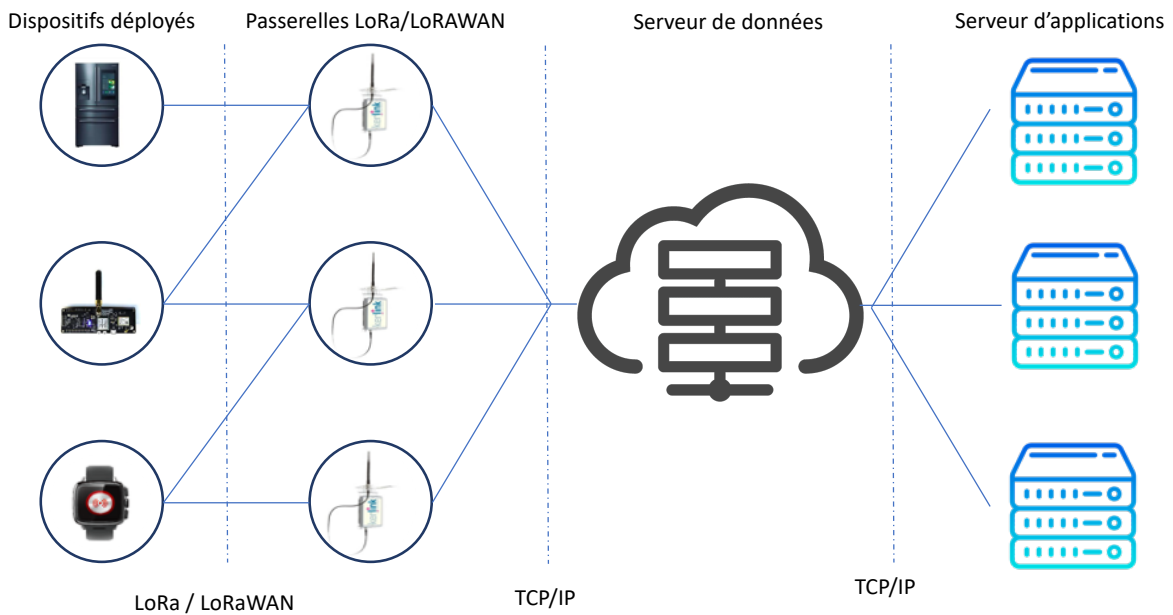 Dispositifs déployés
Passerelles LoRa/LoRAWAN
Serveur de données
Serveur d'applications
LoRa / LoRaWAN
TCP/IP
TCP/IP